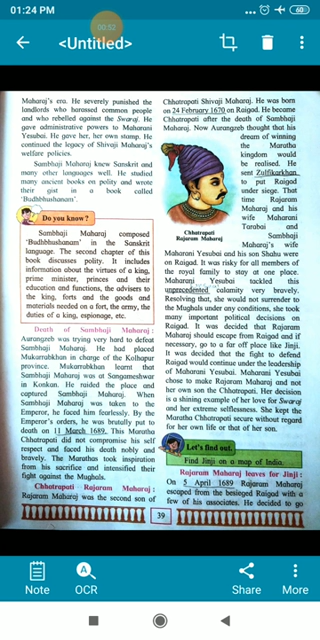 01:24 PM
60
00:53
<Untitled>
Maharaj's era. He severely punished the
landlords who harassed common people
and who rebelled against the Swaraj. He
gave administrative powers to Maharani
Yesubai. He gave her, her own stamp. He
continued the legacy of Shivaji Maharaj's
welfare policies.
Sambhaji Maharaj knew Sanskrit and
many other languages well. He studied
many ancient books on polity and wrote
their gist in a book called
'Budhbhushanam'.
Do you know ?
Sambhaji Maharaj composed
'Budhbhushanam' in the Sanskrit
language. The second chapter of this
book discusses polity. It includes
information about the virtues of a king,
prime minister, princes and their
education and functions, the advisers to
the king, forts and the goods and
materials needed on a fort, the army, the
duties of a king, espionage, etc.
Death of Sambhaji Maharaj :
Aurangzeb was trying very hard to defeat
Sambhaji Maharaj. He had placed
Mukarrabkhan in charge of the Kolhapur
province. Mukarrabkhan learnt that
Sambhaji Maharaj was at Sangameshwar
in Konkan. He raided the place and
captured Sambhaji Maharaj. When
Sambhaji Maharaj was taken to the
Emperor, he faced him fearlessly. By the
Emperor's orders, he was brutally put to
death on 11 March 1689. This Maratha
Chhatrapati did not compromise his self
respect and faced his death nobly and
bravely. The Marathas took inspiration
from his sacrifice and intensified their
fight against the Mughals.
Chhatrapati Rajaram Maharaj :
Rajaram Maharaj was the second son of
Chhatrapati Shivaji Maharaj. He was born
on 24 February 1670 on Raigad. He became
Chhatrapati after the death of Sambhaji
Maharaj. Now Aurangzeb thought that his
dream of winning
the Maratha
kingdom would
be realised. He
sent Zulfikarkhan
to put Raigad
under siege. That
time Rajaram
Maharaj and his
wife Maharani
Tarabai and
Sambhaji
Maharaj's wife
Chhatrapati
Rajaram Maharaj
Maharani Yesubai and his son Shahu were
on Raigad. It was risky for all members of
the royal family to stay at one place.
Maharani Yesubai tackled this
unprecedented calamity very bravely.
Resolving that, she would not surrender to
the Mughals under any conditions, she took
many important political decisions on
Raigad. It was decided that Rajaram
Maharaj should escape from Raigad and if
necessary, go to a far off place like Jinji.
It was decided that the fight to defend
Raigad would continue under the leadership
of Maharani Yesubai. Maharani Yesubai
chose to make Rajaram Maharaj and not
her own son the Chhatrapati. Her decision
is a shining example of her love for Swaraj
and her extreme selflessness. She kept the
Maratha Chhatrapati secure without regard
for her own life or that of her son.
Let's find out.
Find Jinji on a map of India.
Rajaram Maharaj leaves for Jinji :
On 5 April 1689 Rajaram Maharaj
escaped from the besieged Raigad with a
few of his associates. He decided to go
39
Note
A
OCR
Share
More